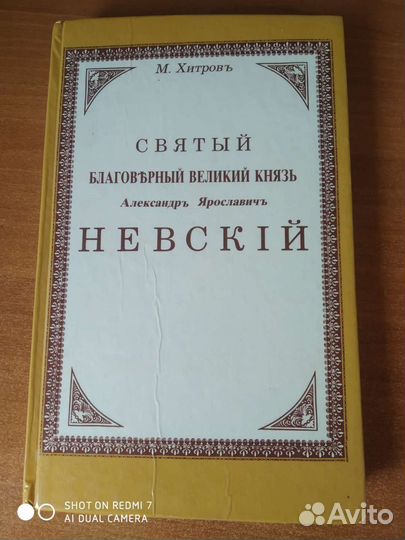 М. Хитровъ
СВЯТЫЙ
БЛАГОВѢРНЫЙ ВЕЛИКИЙ КНЯЗЬ
Александръ Ярославичъ
НЕВСКІЙ
SHOT ON REDMI 7
AI DUAL CAMERA
Avito